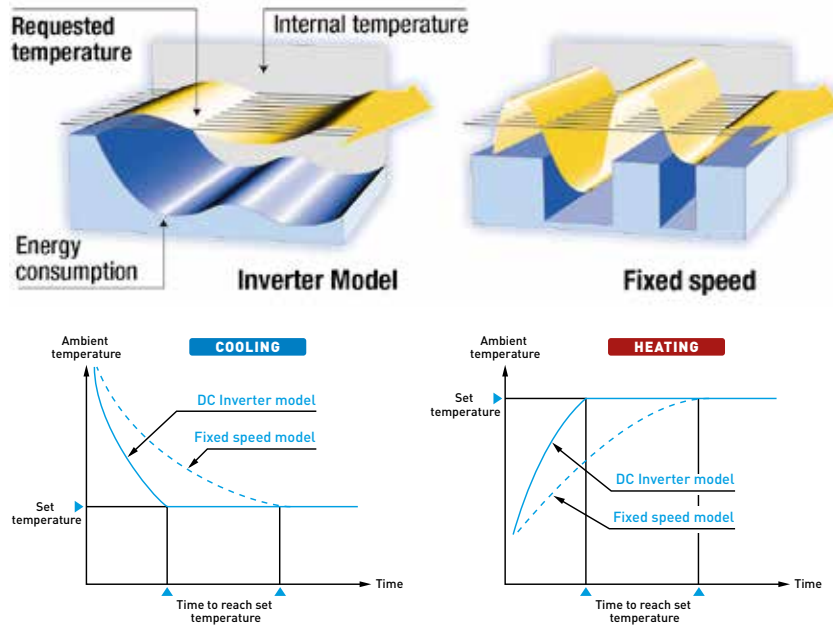 Requested
temperature
Internal temperature
Energy
consumption
Inverter Model
Fixed speed
Ambient
temperature
COOLING
DC Inverter model
Fixed speed model
Set
temperature
Time
Time to reach set
temperature
Ambient
temperature
HEATING
Set
temperature
DC Inverter model
Fixed speed model
Time
Time to reach set
temperature